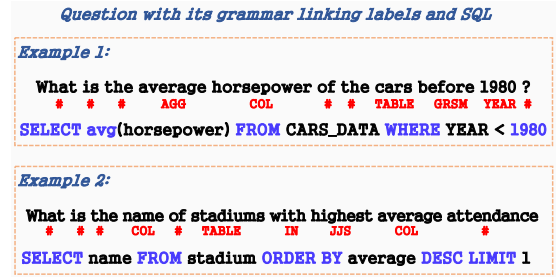 Question with its grammar linking labels and SQL
Example 1:
What is the average horsepower of the cars before 1980 ?
# # # AGG COL # # TABLE GRSM YEAR #
SELECT avg(horsepower) FROM CARS_DATA WHERE YEAR < 1980
Example 2:
What is the name of stadiums with highest average attendance
# # # COL # TABLE IN JJS COL #
SELECT name FROM stadium ORDER BY average DESC LIMIT 1